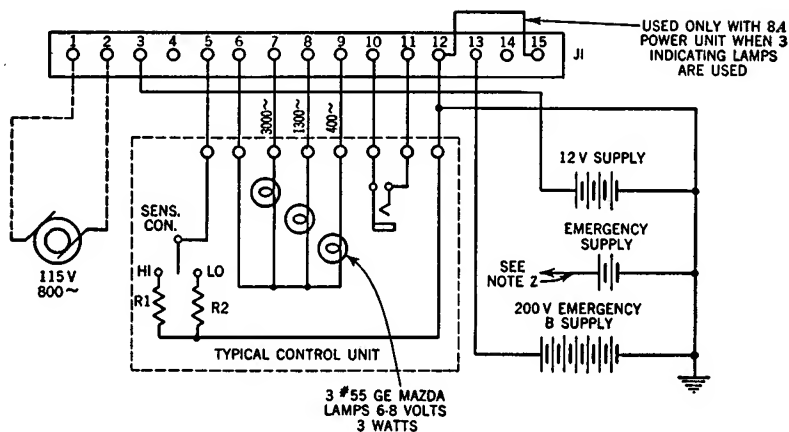 USED ONLY WITH 8A
POWER UNIT WHEN 3
INDICATING LAMPS
ARE USED
1 2 3 4 5 6 7 8 9 10 11 12 13 14 15
J1
3000~
1300~
400~
12 V SUPPLY
SENS.
CON.
EMERGENCY
SUPPLY
HI
LO
SEE
NOTE 2
115 V
800~
R1
R2
200 V EMERGENCY
B SUPPLY
TYPICAL CONTROL UNIT
3 #55 GE MAZDA
LAMPS 6-8 VOLTS
3 WATTS